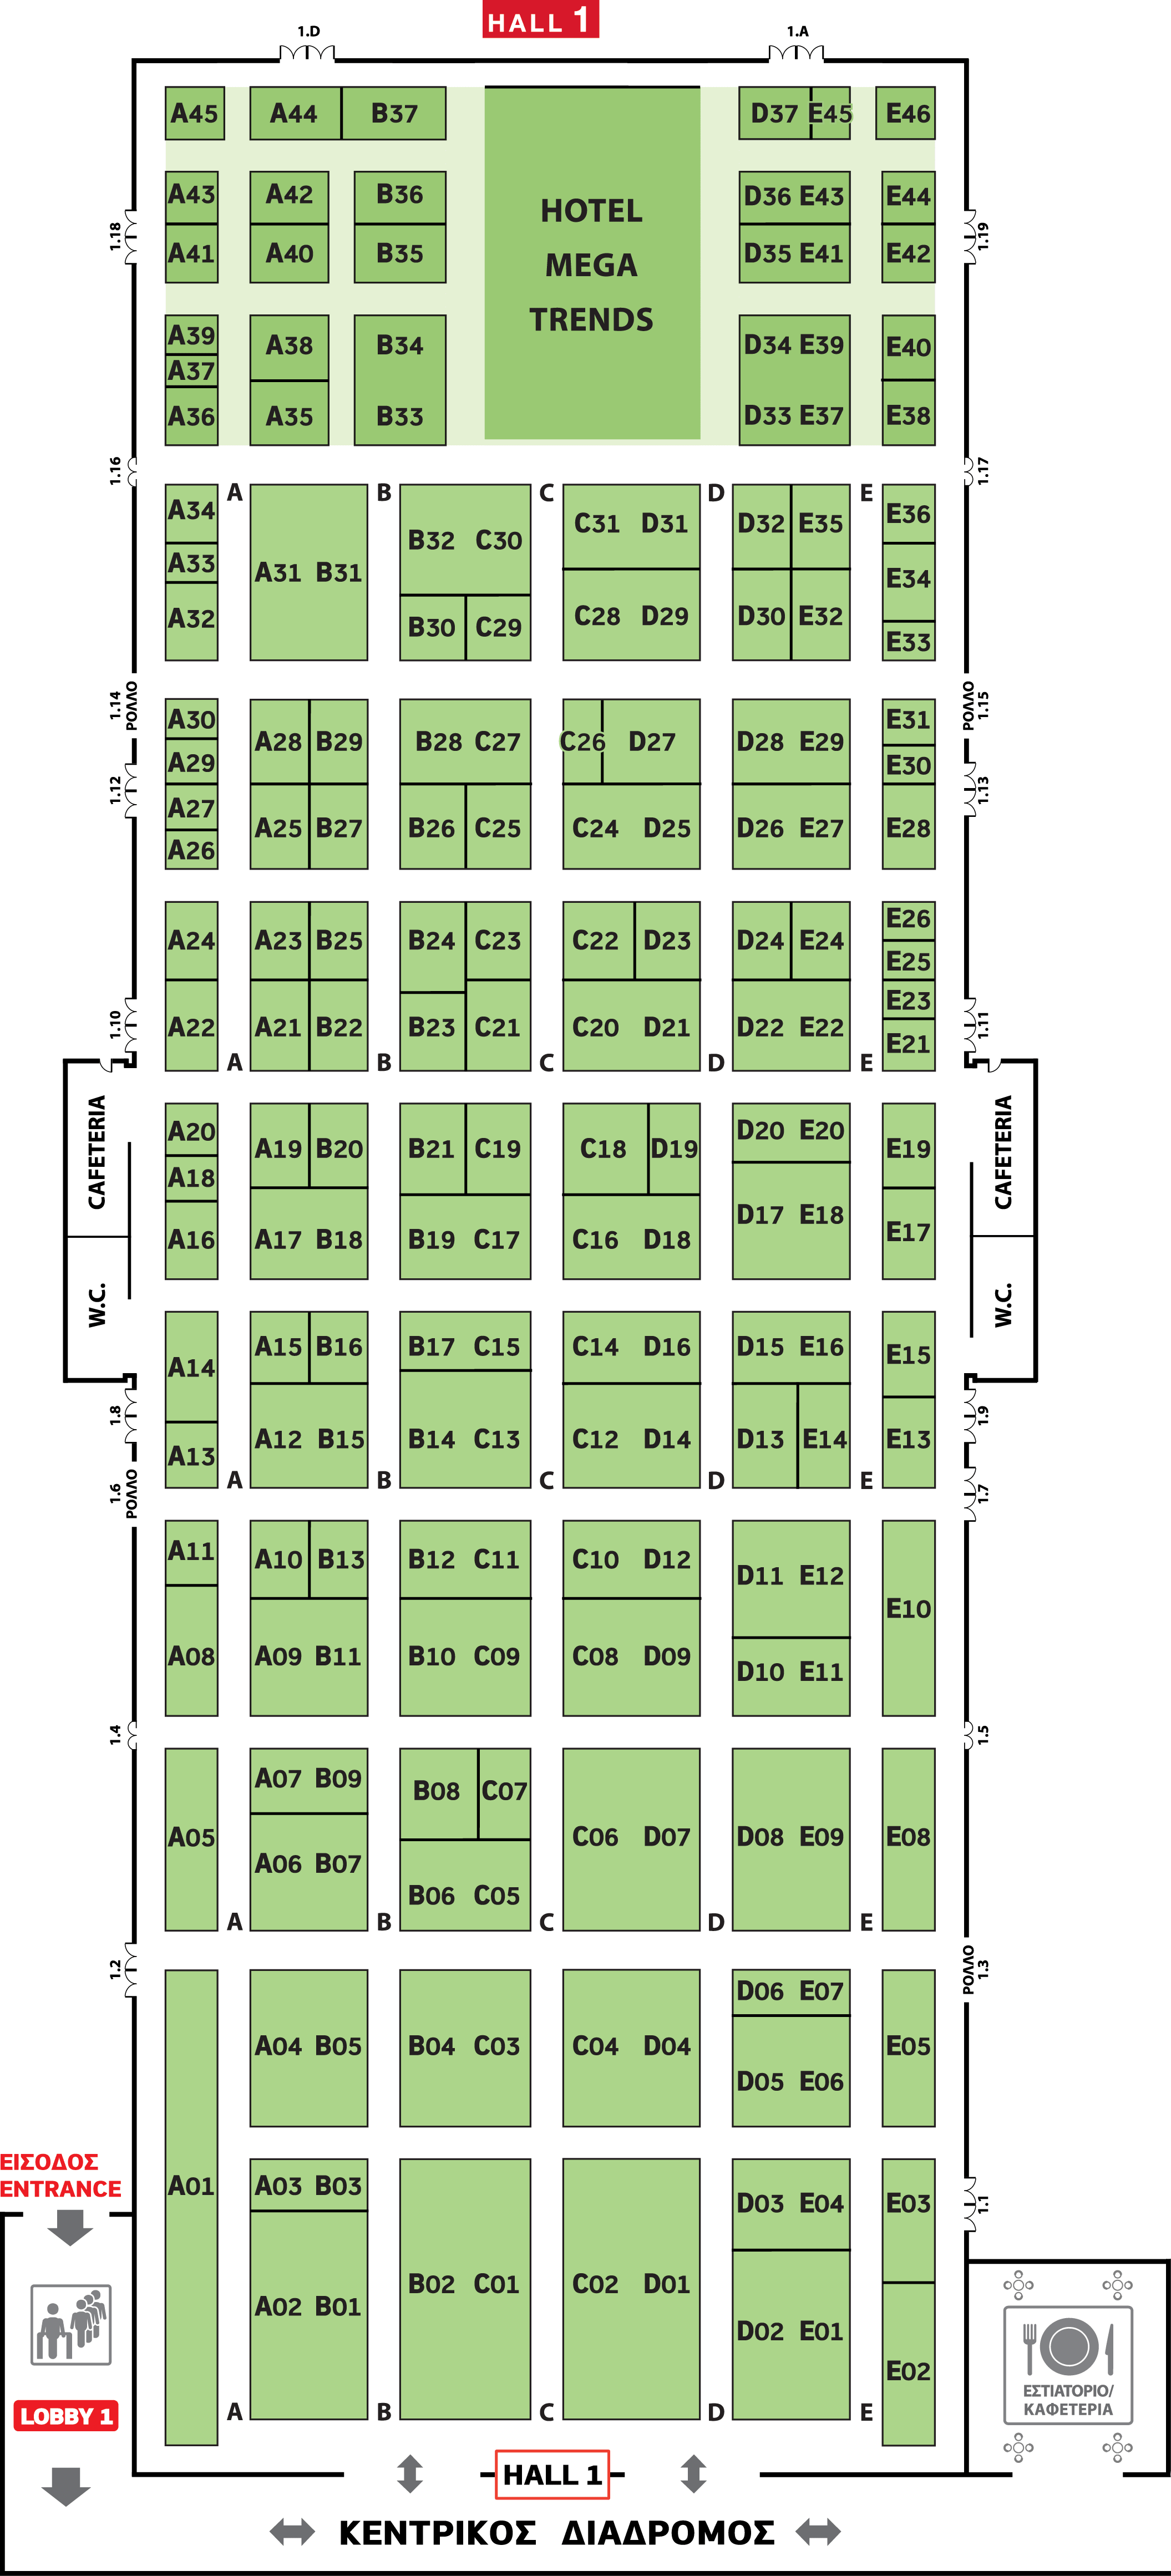 HALL 1
1.D 1.A
A45 A44 B37 D37 E45 E46
A43 A42 B36 D36 E43 E44
HOTEL
1.18 1.19
A41 A40 B35 D35 E41 E42
MEGA
TRENDS
A39 A38 B34 D34 E39 E40
A37
A36 A35 B33 D33 E37 E38
1.16 1.17
A B C D E
A34 C31 D31 D32 E35 E36
B32 C30
A33 A31 B31 E34
A32 B30 C29 C28 D29 D30 E32 E33
1.14 ΡΟΛΛΟ ΡΟΛΛΟ 1.15
A30 A28 B29 B28 C27 C26 D27 D28 E29 E31
A29 E30
1.12 1.13
A27 A25 B27 B26 C25 C24 D25 D26 E27 E28
A26
A24 A23 B25 B24 C23 C22 D23 D24 E24 E26
E25
E23
1.10 1.11
A22 A21 B22 B23 C21 C20 D21 D22 E22 E21
A B C D E
CAFETERIA CAFETERIA
A20 A19 B20 B21 C19 C18 D19 D20 E20 E19
A18
A16 A17 B18 B19 C17 C16 D18 D17 E18 E17
W.C. W.C.
A14 A15 B16 B17 C15 C14 D16 D15 E16 E15
1.8 1.9
A13 A12 B15 B14 C13 C12 D14 D13 E14 E13
A B C D E
1.6 ΡΟΛΛΟ 1.7
A11 A10 B13 B12 C11 C10 D12 D11 E12 E10
A08 A09 B11 B10 C09 C08 D09 D10 E11
1.4 1.5
A07 B09 B08 C07
A05 A06 B07 C06 D07 D08 E09 E08
B06 C05
A B C D E
1.2 ΡΟΛΛΟ 1.3
D06 E07
A04 B05 B04 C03 C04 D04 E05
D05 E06
ΕΙΣΟΔΟΣ
ENTRANCE
A01 A03 B03 D03 E04 E03
1.1
A02 B01 B02 C01 C02 D01 D02 E01
E02
ΕΣΤΙΑΤΟΡΙΟ/
ΚΑΦΕΤΕΡΙΑ
LOBBY 1
A B C D E
HALL 1
ΚΕΝΤΡΙΚΟΣ ΔΙΑΔΡΟΜΟΣ